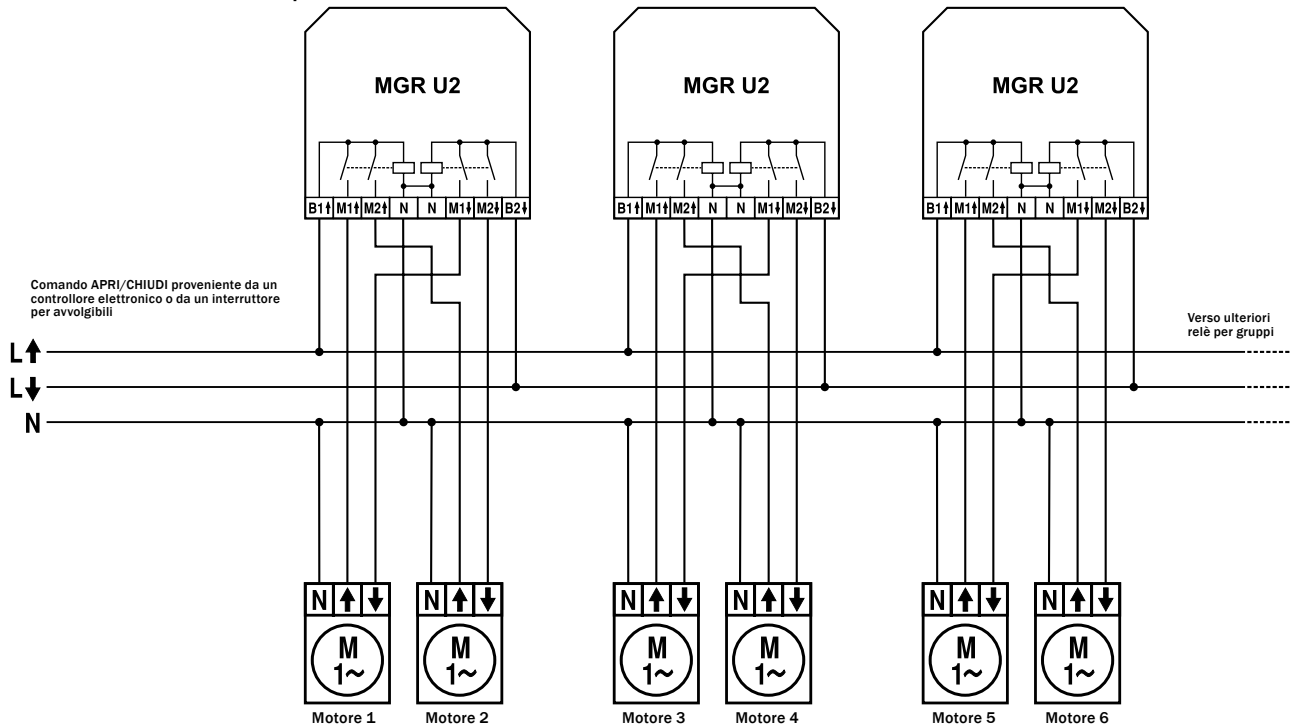 MGR U2 MGR U2 MGR U2
B1↑ M1↑ M2↑ N N M1↓ M2↓ B2↓ B1↑ M1↑ M2↑ N N M1↓ M2↓ B2↓ B1↑ M1↑ M2↑ N N M1↓ M2↓ B2↓
Comando APRI/CHIUDI proveniente da un
controllore elettronico o da un interruttore
per avvolgibili
Verso ulteriori
relè per gruppi
L↑
L↓
N
N ↑ ↓ N ↑ ↓ N ↑ ↓ N ↑ ↓ N ↑ ↓ N ↑ ↓
M M M M M M
1~ 1~ 1~ 1~ 1~ 1~
Motore 1 Motore 2 Motore 3 Motore 4 Motore 5 Motore 6